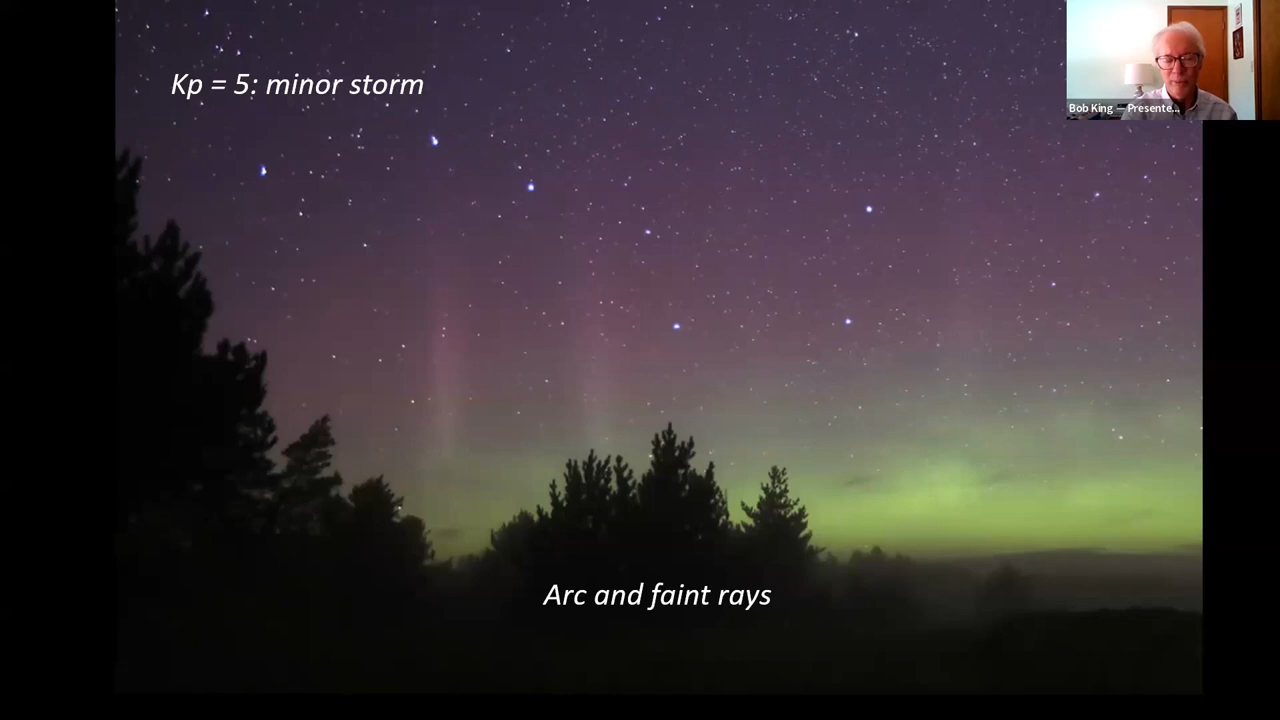 Kp = 5: minor storm
Bob King — Presente...
Arc and faint rays